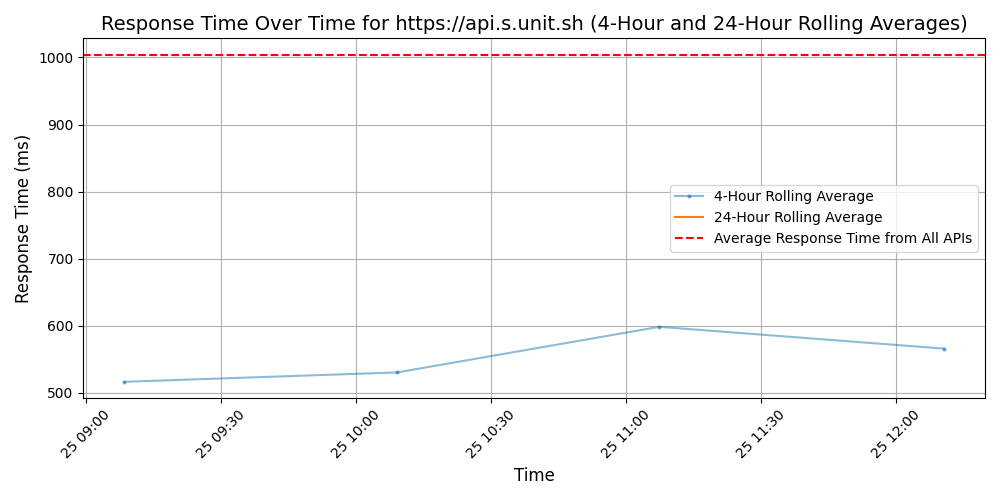 Response Time Over Time for https://api.s.unit.sh (4-Hour and 24-Hour Rolling Averages)
Response Time (ms)
1000
900
800
700
600
500
4-Hour Rolling Average
24-Hour Rolling Average
Average Response Time from All APIs
25 09:00
25 09:30
25 10:00
25 10:30
25 11:00
25 11:30
25 12:00
Time